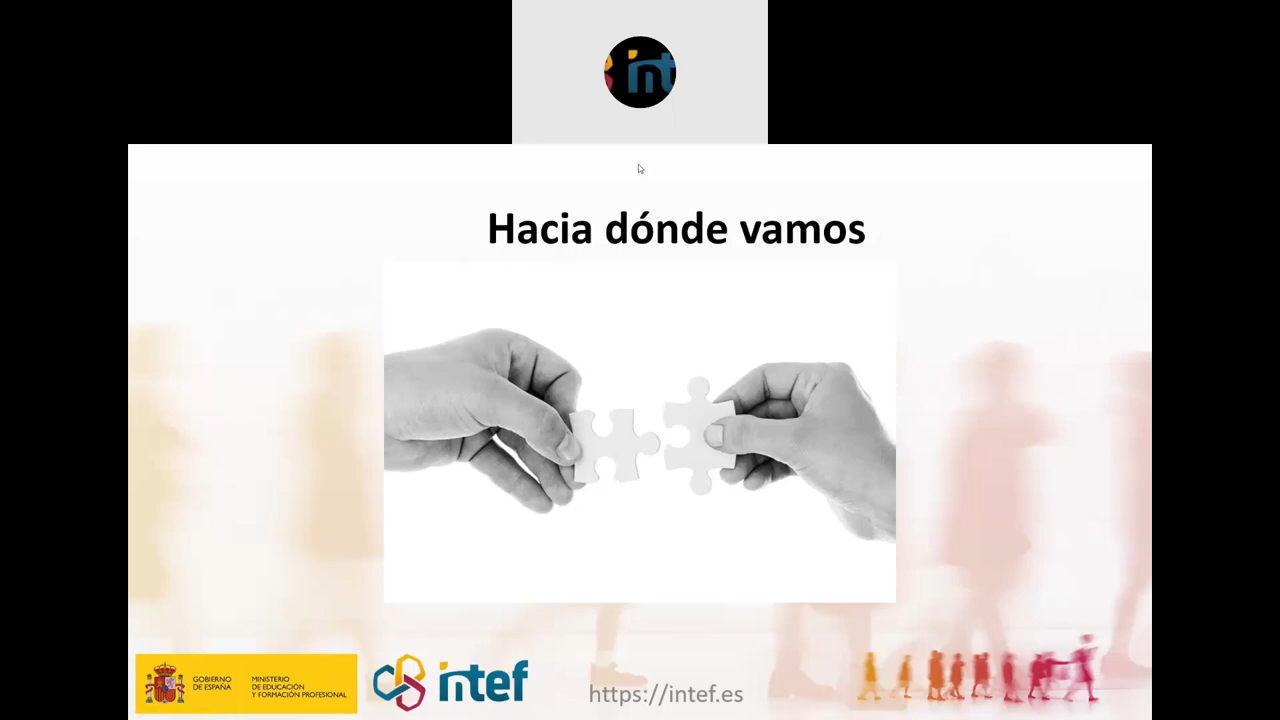 int
Hacia dónde vamos
GOBIERNO
DE ESPAÑA
MINISTERIO
DE EDUCACIÓN
Y FORMACIÓN PROFESIONAL
intef
https://intef.es